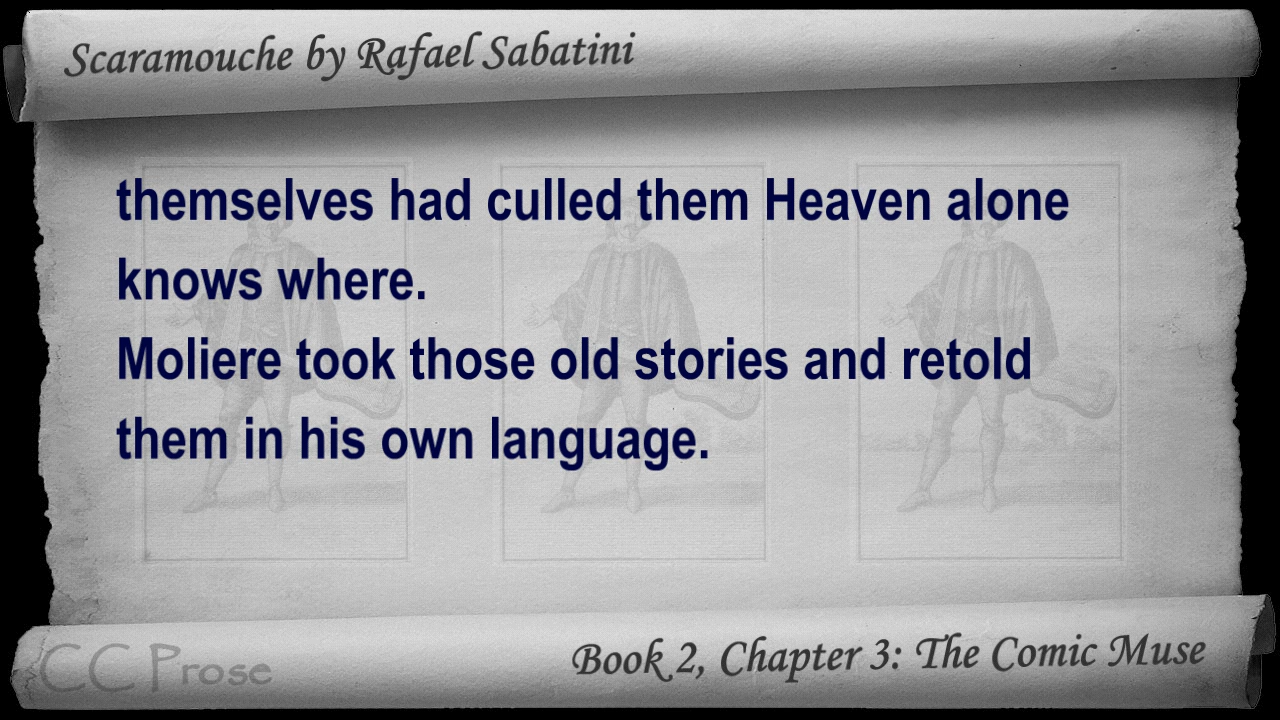 Scaramouche by Rafael Sabatini
themselves had culled them Heaven alone
knows where.
Moliere took those old stories and retold
them in his own language.
CC Prose
Book 2, Chapter 3: The Comic Muse